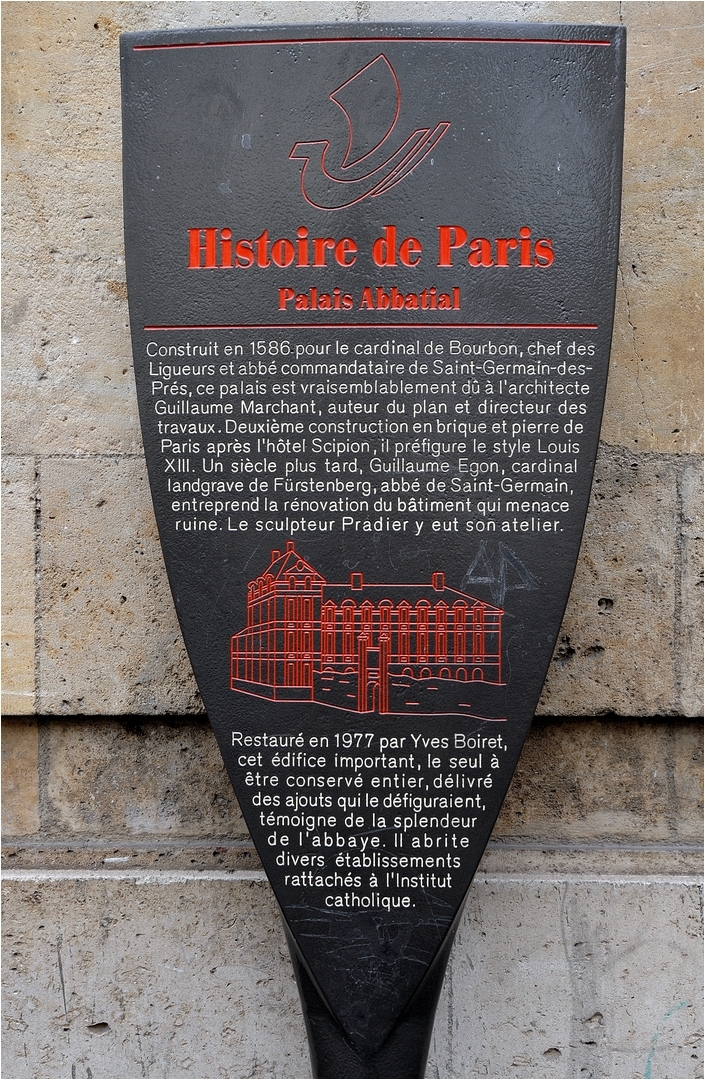 Histoire de Paris
Palais Abbatial
Construit en 1586 pour le cardinal de Bourbon, chef des
Ligueurs et abbé commandataire de Saint-Germain-des-
Prés, ce palais est vraisemblablement dû à l'architecte
Guillaume Marchant, auteur du plan et directeur des
travaux. Deuxième construction en brique et pierre de
Paris après l'hôtel Scipion, il préfigure le style Louis
XIII. Un siècle plus tard, Guillaume Egon, cardinal
landgrave de Fürstenberg, abbé de Saint-Germain,
entreprend la rénovation du bâtiment qui menace
ruine. Le sculpteur Pradier y eut son atelier.
Restauré en 1977 par Yves Boiret,
cet édifice important, le seul à
être conservé entier, délivré
des ajouts qui le défiguraient,
témoigne de la splendeur
de l'abbaye. Il abrite
divers établissements
rattachés à l'Institut
catholique.